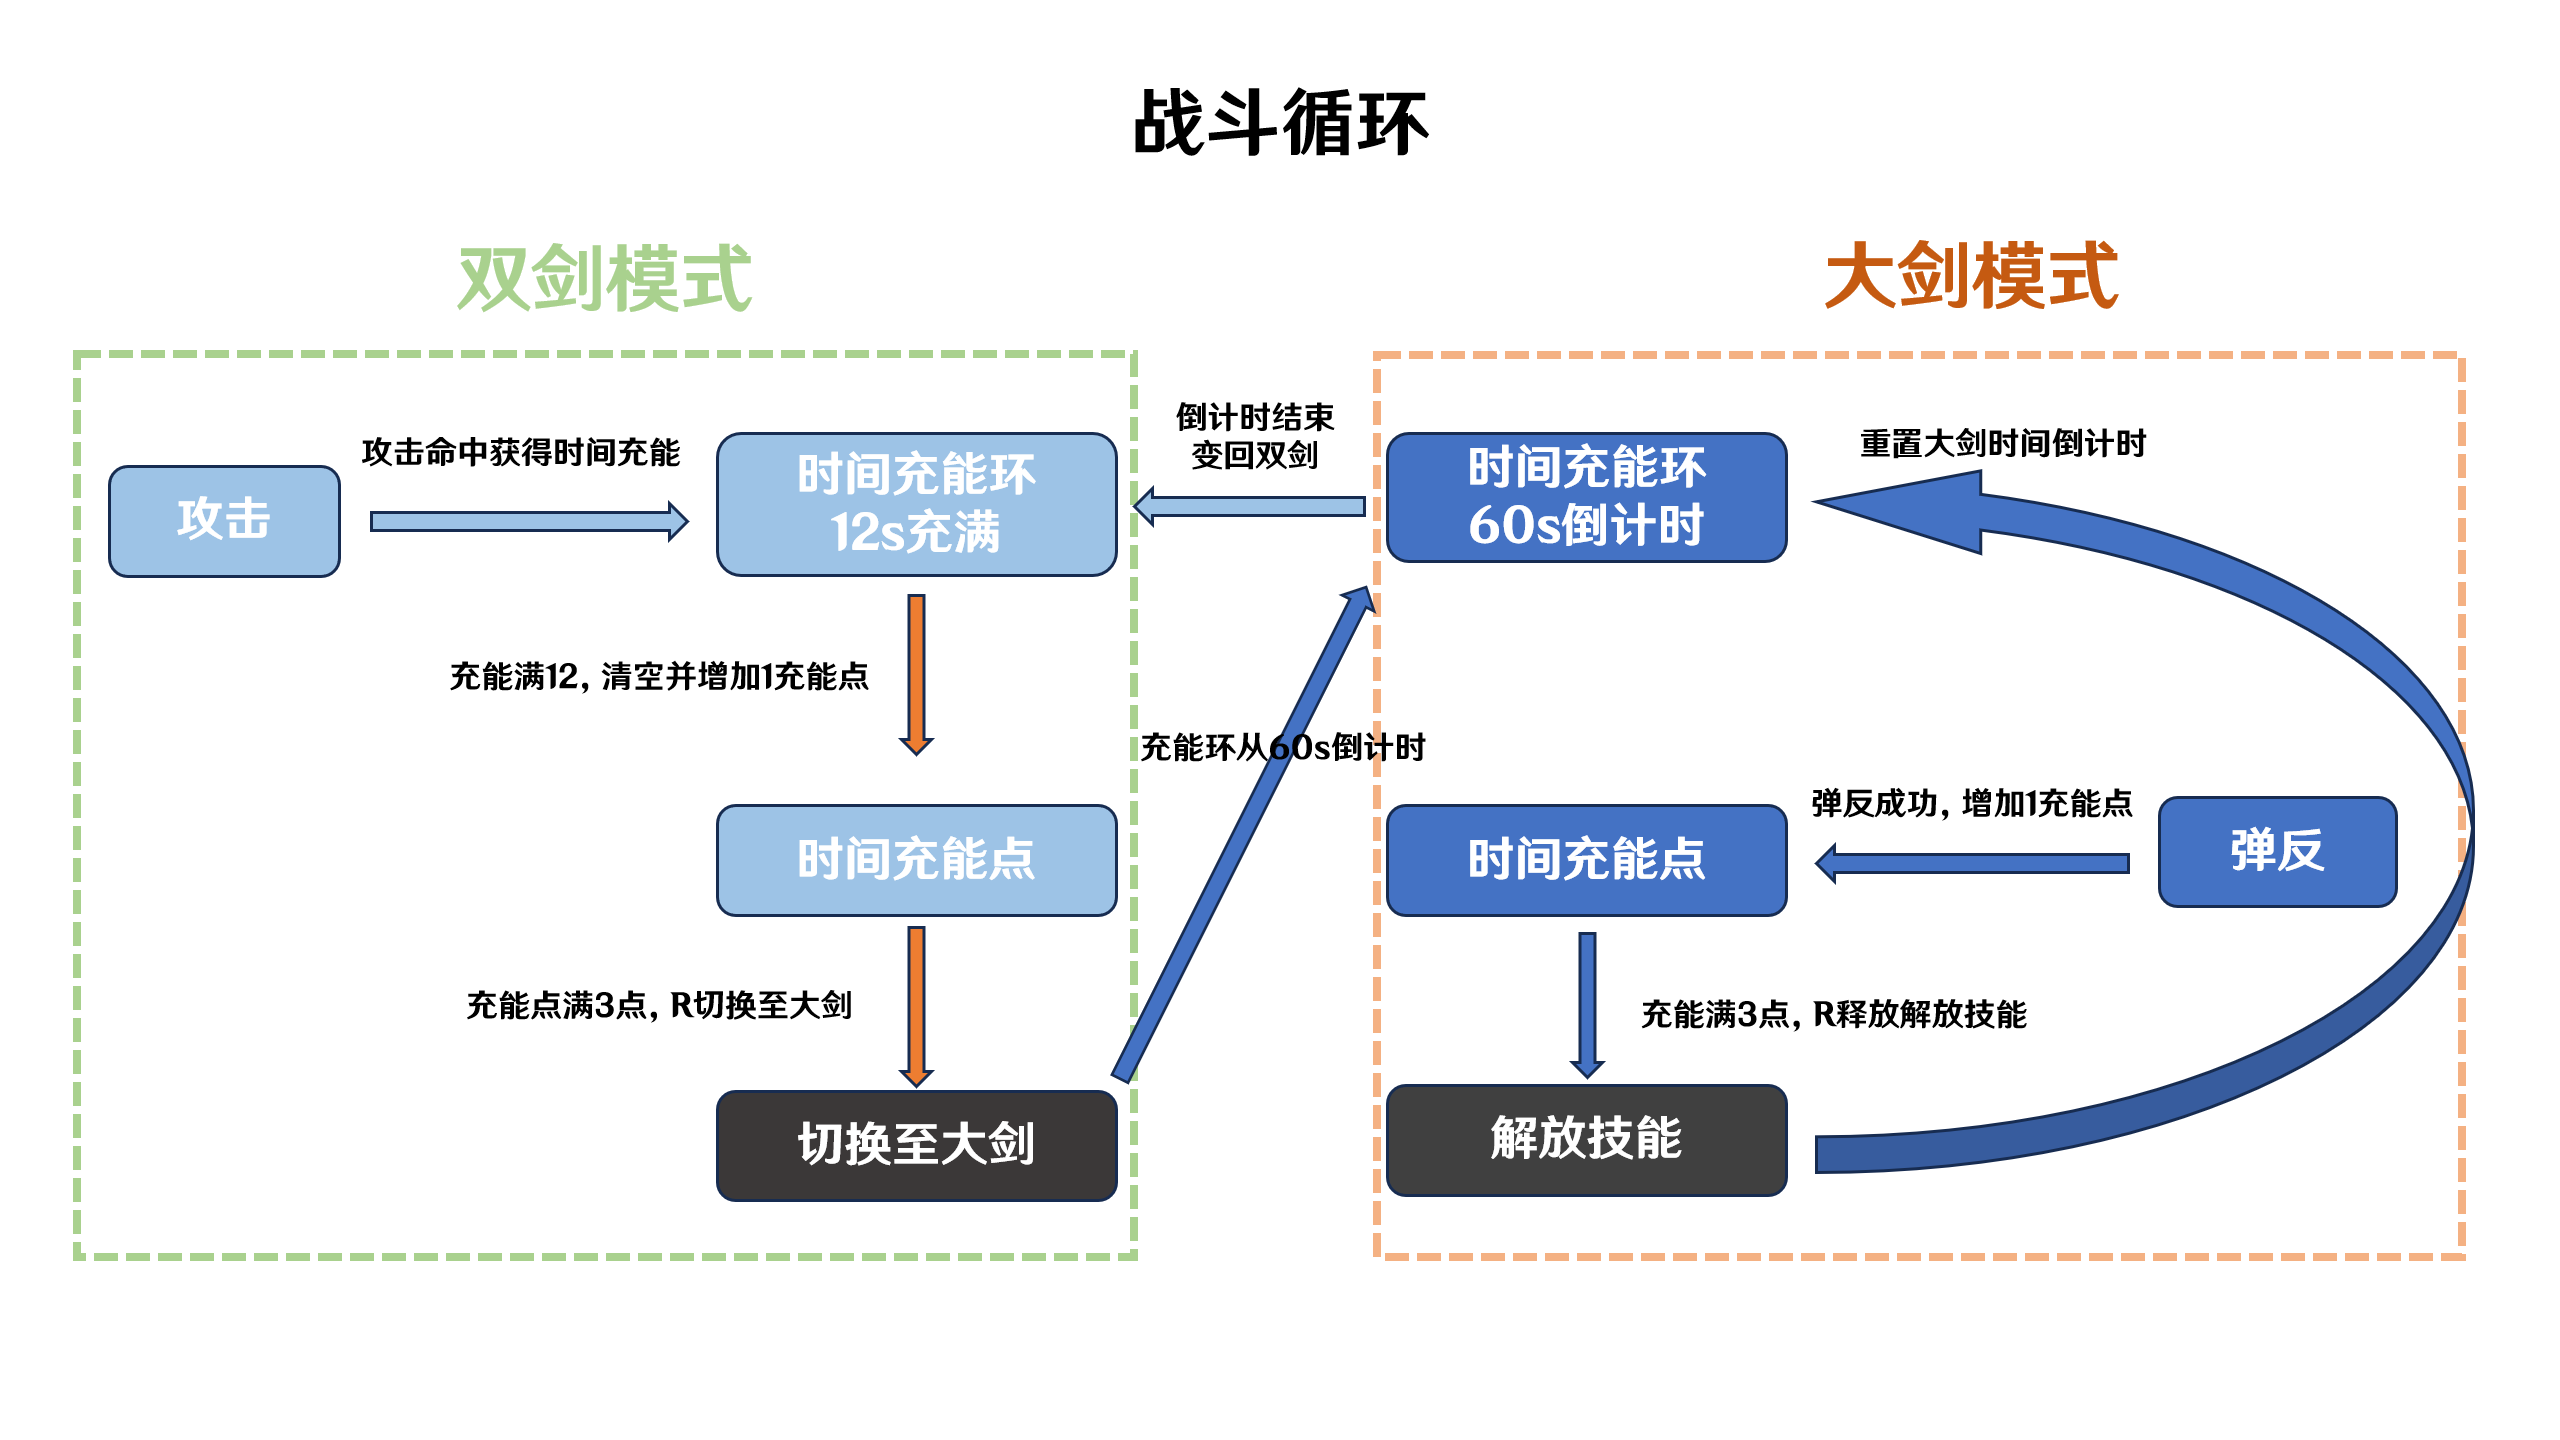 战斗循环
双剑模式
大剑模式
攻击
攻击命中获得时间充能
时间充能环
12s充满
充能满12，清空并增加1充能点
时间充能点
充能点满3点，R切换至大剑
切换至大剑
倒计时结束
变回双剑
充能环从60s倒计时
时间充能环
60s倒计时
重置大剑时间倒计时
时间充能点
弹反成功，增加1充能点
弹反
充能满3点，R释放解放技能
解放技能